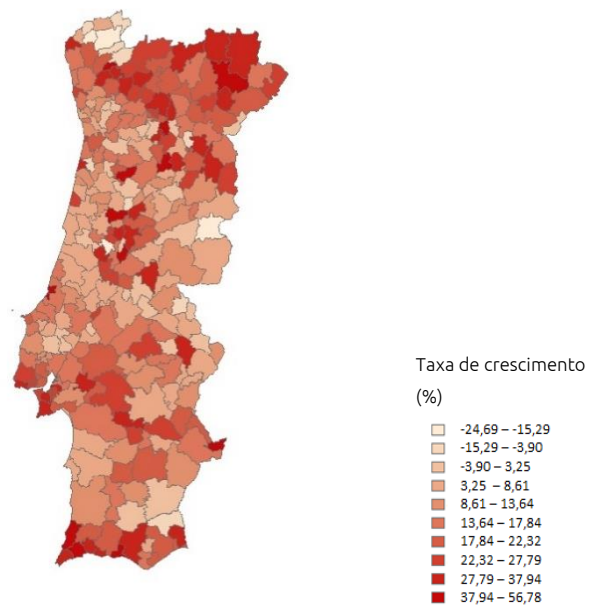 Taxa de crescimento
(%)
-24,69 – -15,29
-15,29 – -3,90
-3,90 – 3,25
3,25 – 8,61
8,61 – 13,64
13,64 – 17,84
17,84 – 22,32
22,32 – 27,79
27,79 – 37,94
37,94 – 56,78